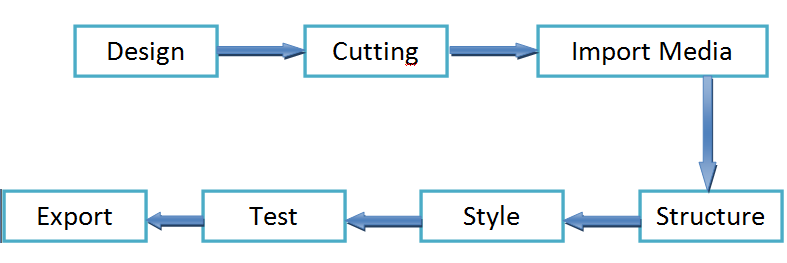 Design
Cutting
Import Media
Structure
Style
Test
Export